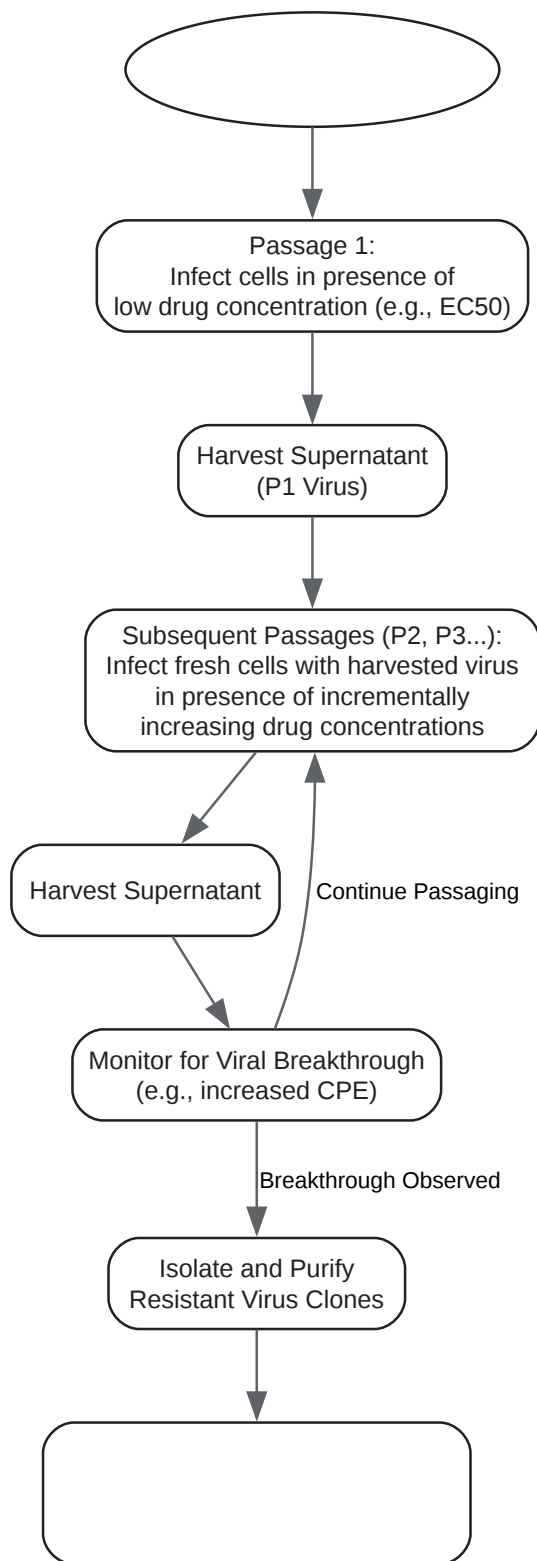 Passage 1:
Infect cells in presence of
low drug concentration (e.g., EC50)
Harvest Supernatant
(P1 Virus)
Subsequent Passages (P2, P3...):
Infect fresh cells with harvested virus
in presence of incrementally
increasing drug concentrations
Harvest Supernatant
Continue Passaging
Monitor for Viral Breakthrough
(e.g., increased CPE)
Breakthrough Observed
Isolate and Purify
Resistant Virus Clones